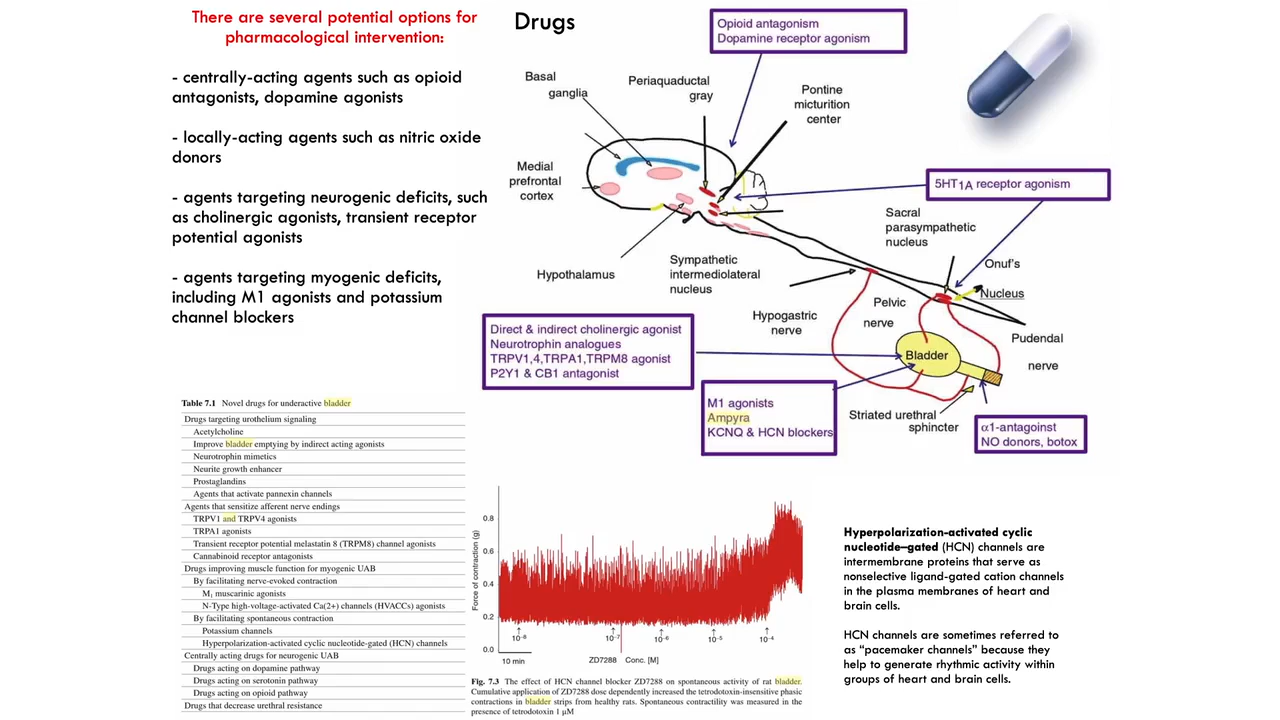 There are several potential options for
pharmacological intervention:
- centrally-acting agents such as opioid
antagonists, dopamine agonists
- locally-acting agents such as nitric oxide
donors
- agents targeting neurogenic deficits, such
as cholinergic agonists, transient receptor
potential agonists
- agents targeting myogenic deficits,
including M1 agonists and potassium
channel blockers
Drugs
Opioid antagonism
Dopamine receptor agonism
Basal
ganglia
Periaquaductal
gray
Pontine
micturition
center
Medial
prefrontal
cortex
5HT1A receptor agonism
Sacral
parasympathetic
nucleus
Hypothalamus
Sympathetic
intermediolateral
nucleus
Onuf's
Nucleus
Hypogastric
nerve
Pelvic
nerve
Pudendal
nerve
Direct & indirect cholinergic agonist
Neurotrophin analogues
TRPV1,4,TRPA1,TRPM8 agonist
P2Y1 & CB1 antagonist
Bladder
M1 agonists
Ampyra
KCNQ & HCN blockers
Striated urethral
sphincter
α1-antagoinst
NO donors, botox
Table 7.1 Novel drugs for underactive bladder
Drugs targeting urothelium signaling
Acetylcholine
Improve bladder emptying by indirect acting agonists
Neurotrophin mimetics
Neurite growth enhancer
Prostaglandins
Agents that activate pannexin channels
Agents that sensitize afferent nerve endings
TRPV1 and TRPV4 agonists
TRPA1 agonists
Transient receptor potential melastatin 8 (TRPM8) channel agonists
Cannabinoid receptor antagonists
Drugs improving muscle function for myogenic UAB
By facilitating nerve-evoked contraction
M₁ muscarinic agonists
N-Type high-voltage-activated Ca(2+) channels (HVACCs) agonists
By facilitating spontaneous contraction
Potassium channels
Hyperpolarization-activated cyclic nucleotide-gated (HCN) channels
Centrally acting drugs for neurogenic UAB
Drugs acting on dopamine pathway
Drugs acting on serotonin pathway
Drugs acting on opioid pathway
Drugs that decrease urethral resistance
Force of contraction (g)
0.8
0.6
0.4
0.2
0.0
10⁻⁸ 10⁻⁷ 10⁻⁶ 10⁻⁵ 10⁻⁴
10 min
ZD7288 Conc. [M]
Fig. 7.3 The effect of HCN channel blocker ZD7288 on spontaneous activity of rat bladder.
Cumulative application of ZD7288 dose dependently increased the tetrodotoxin-insensitive phasic
contractions in bladder strips from healthy rats. Spontaneous contractility was measured in the
presence of tetrodotoxin 1 μM
Hyperpolarization-activated cyclic
nucleotide–gated (HCN) channels are
intermembrane proteins that serve as
nonselective ligand-gated cation channels
in the plasma membranes of heart and
brain cells.
HCN channels are sometimes referred to
as "pacemaker channels" because they
help to generate rhythmic activity within
groups of heart and brain cells.